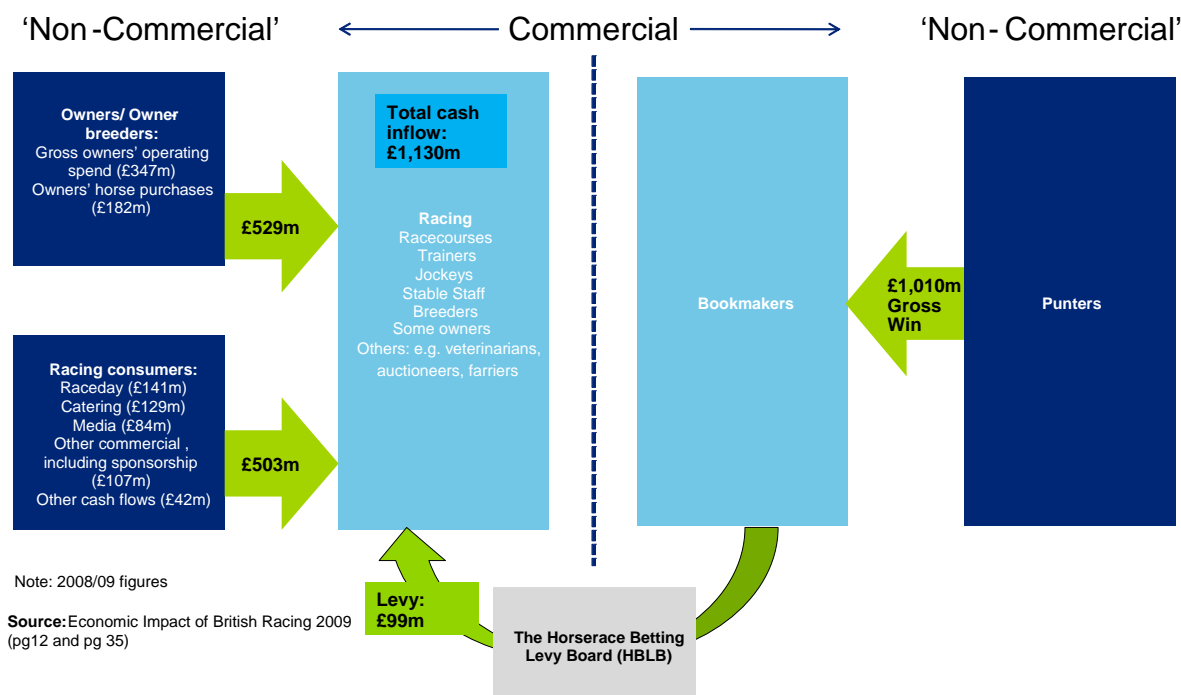 ‘Non-Commercial’
Commercial
‘Non- Commercial’
Owners/ Owner
breeders:
Gross owners’ operating
spend (£347m)
Owners’ horse purchases
(£182m)
£529m
Total cash
inflow:
£1,130m
Racing
Racecourses
Trainers
Jockeys
Stable Staff
Breeders
Some owners
Others: e.g. veterinarians,
auctioneers, farriers
Bookmakers
£1,010m
Gross
Win
Punters
Racing consumers:
Raceday (£141m)
Catering (£129m)
Media (£84m)
Other commercial ,
including sponsorship
(£107m)
Other cash flows (£42m)
£503m
Note: 2008/09 figures
Source:Economic Impact of British Racing 2009
(pg12 and pg 35)
Levy:
£99m
The Horserace Betting
Levy Board (HBLB)